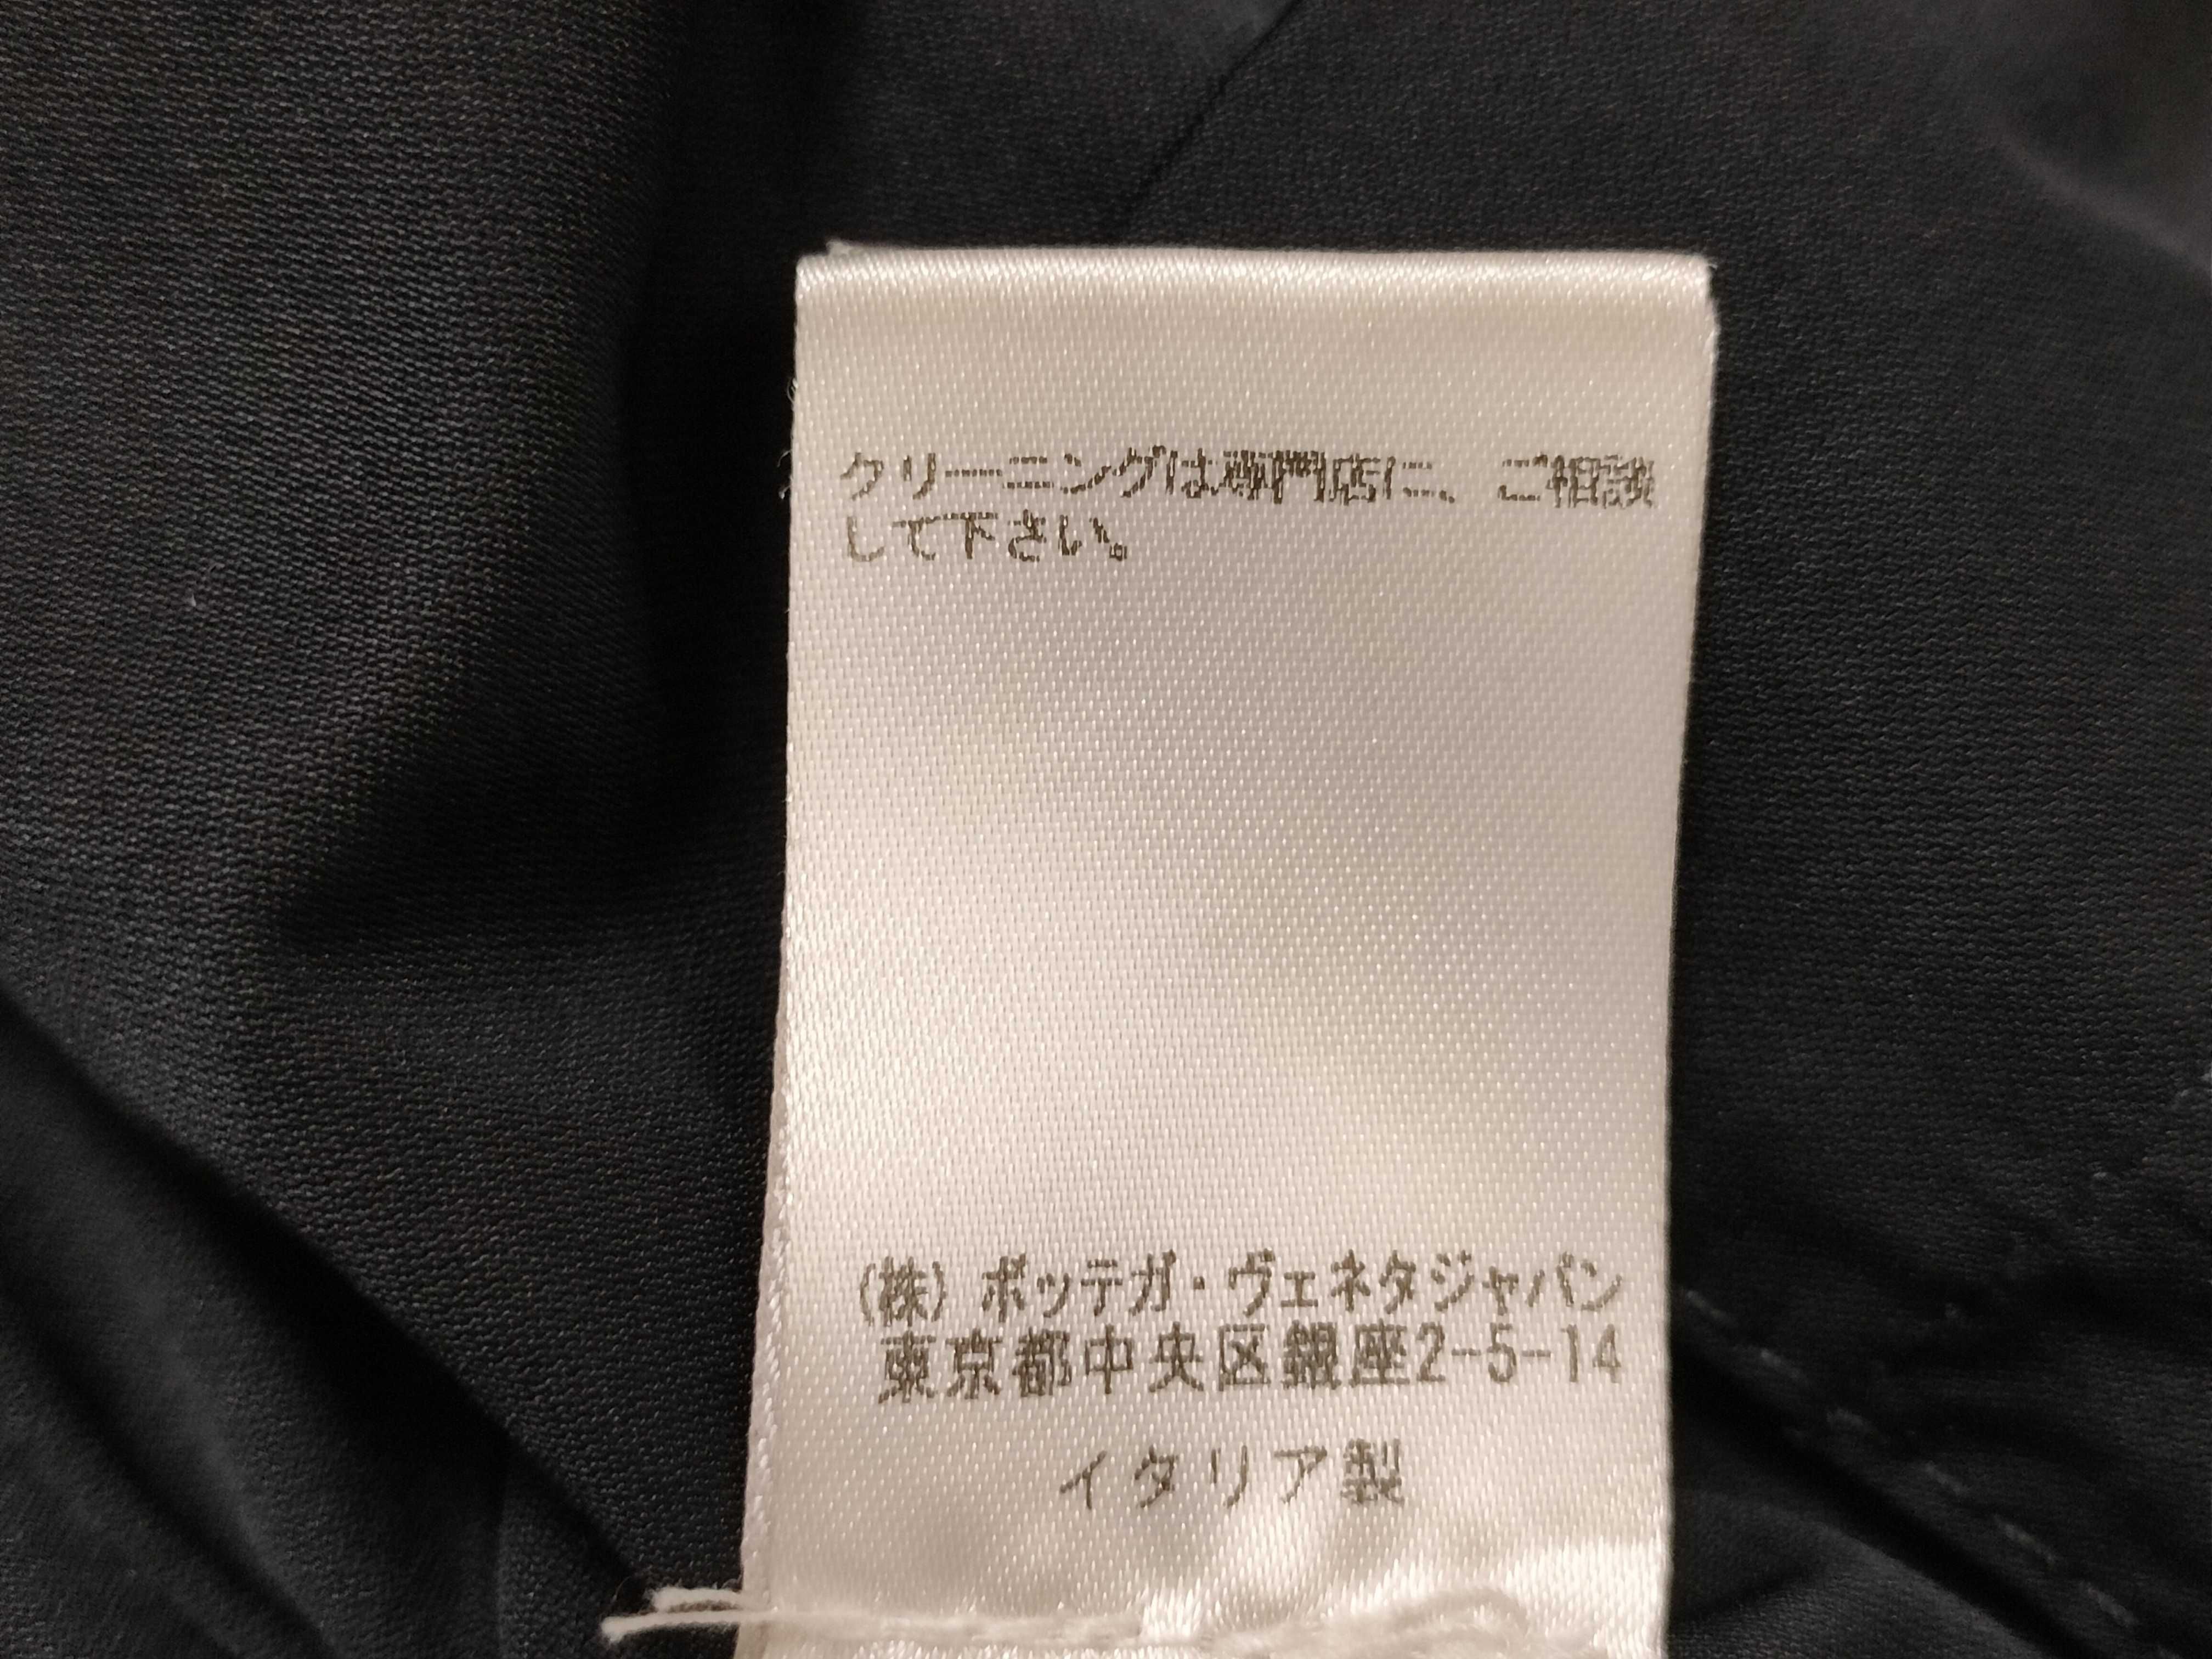 クリーニングは専門店に、ご相談
して下さい。
(株) ボッテガ・ヴェネタジャパン
東京都中央区銀座2-5-14
イタリア製